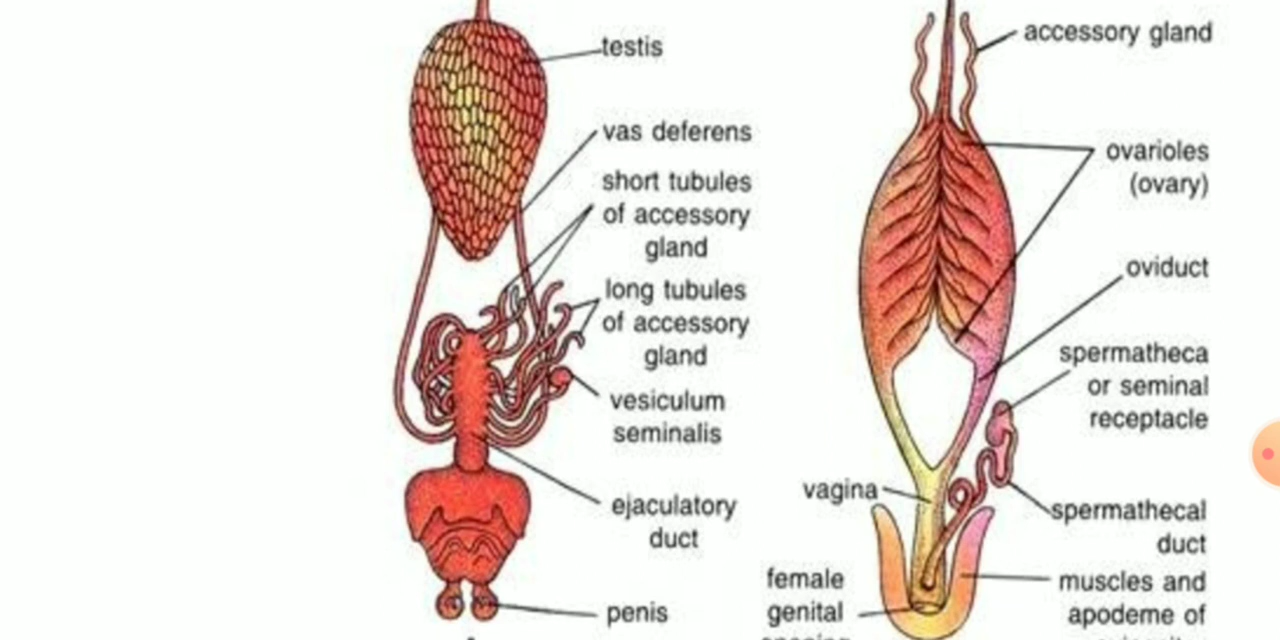 testis
vas deferens
short tubules
of accessory
gland
long tubules
of accessory
gland
vesiculum
seminalis
ejaculatory
duct
penis
accessory gland
ovarioles
(ovary)
oviduct
spermatheca
or seminal
receptacle
vagina
spermathecal
duct
female
genital
muscles and
apodeme of